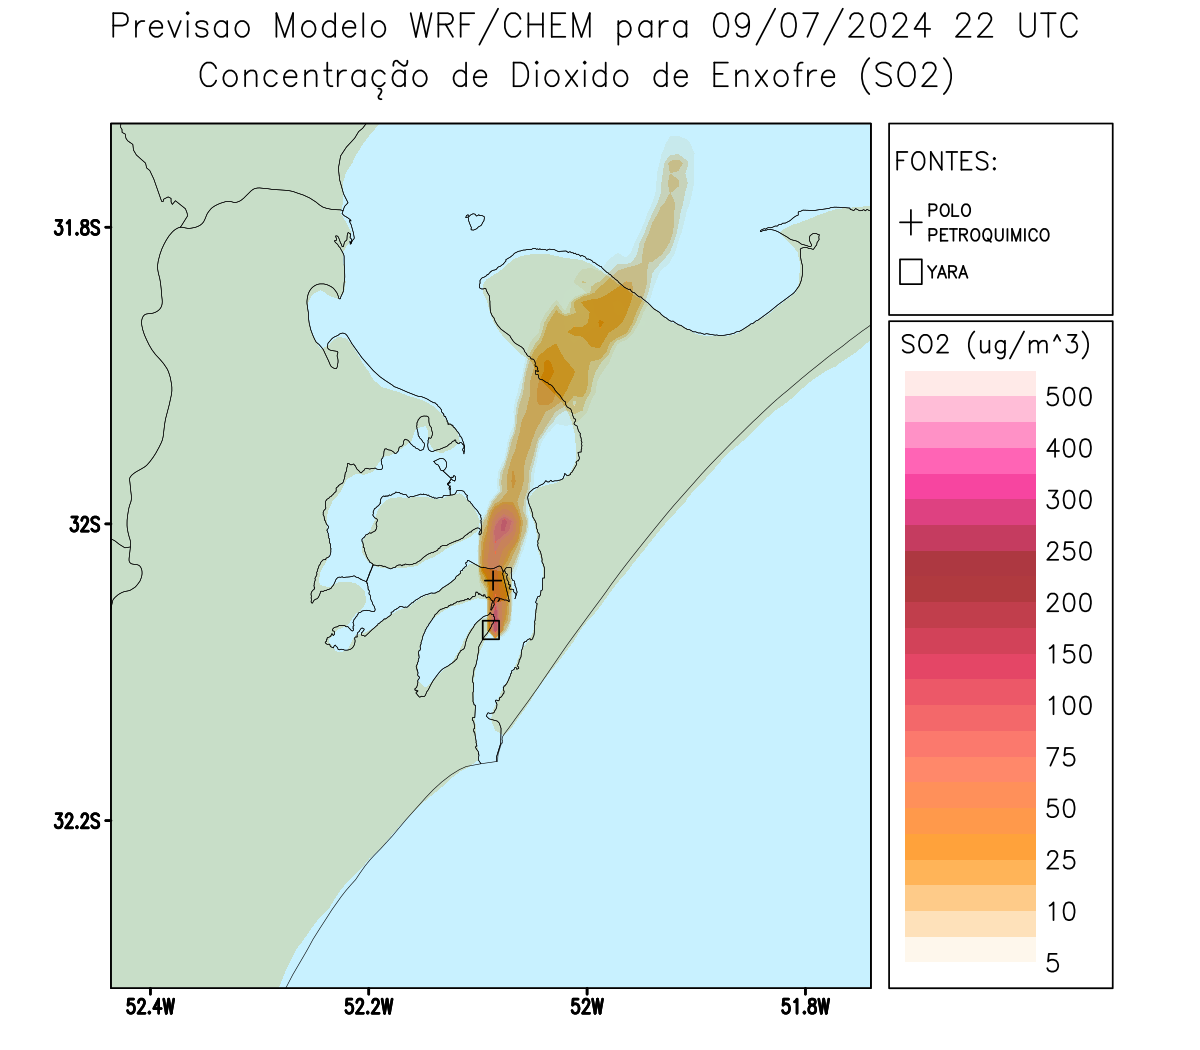 Previsao Modelo WRF/CHEM para 09/07/2024 22 UTC
Concentração de Dioxido de Enxofre (SO2)
FONTES:
POLO
PETROQUIMICO
YARA
SO2 (ug/m^3)
500
400
300
250
200
150
100
75
50
25
10
5
31.8S
32S
32.2S
52.4W
52.2W
52W
51.8W